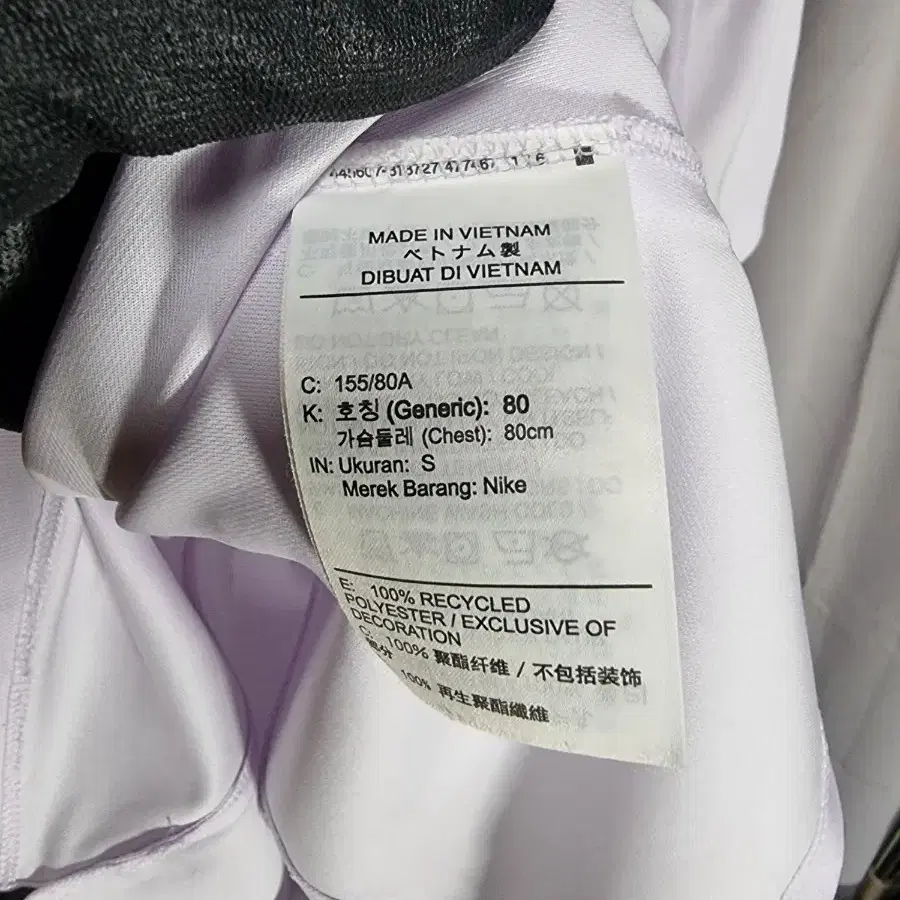 MADE IN VIETNAM
ベトナム製
DIBUAT DI VIETNAM
C: 155/80A
K: 호칭 (Generic): 80
가슴둘레 (Chest): 80cm
IN: Ukuran: S
Merek Barang: Nike
E: 100% RECYCLED
POLYESTER / EXCLUSIVE OF
DECORATION
C: 100% 聚酯纤维 / 不包括装饰
部分
100% 再生聚酯纖維